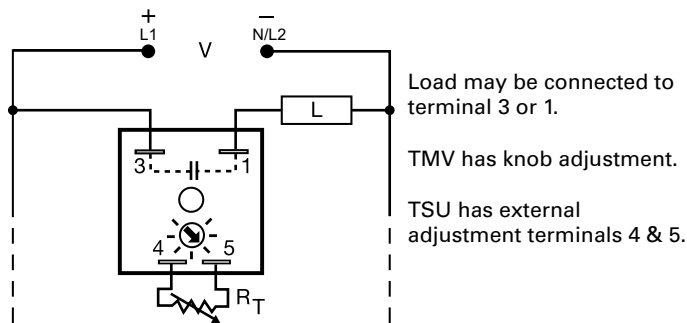 + −
L1 V N/L2
L
Load may be connected to
terminal 3 or 1.
3 1
TMV has knob adjustment.
TSU has external
adjustment terminals 4 & 5.
4 5
RT